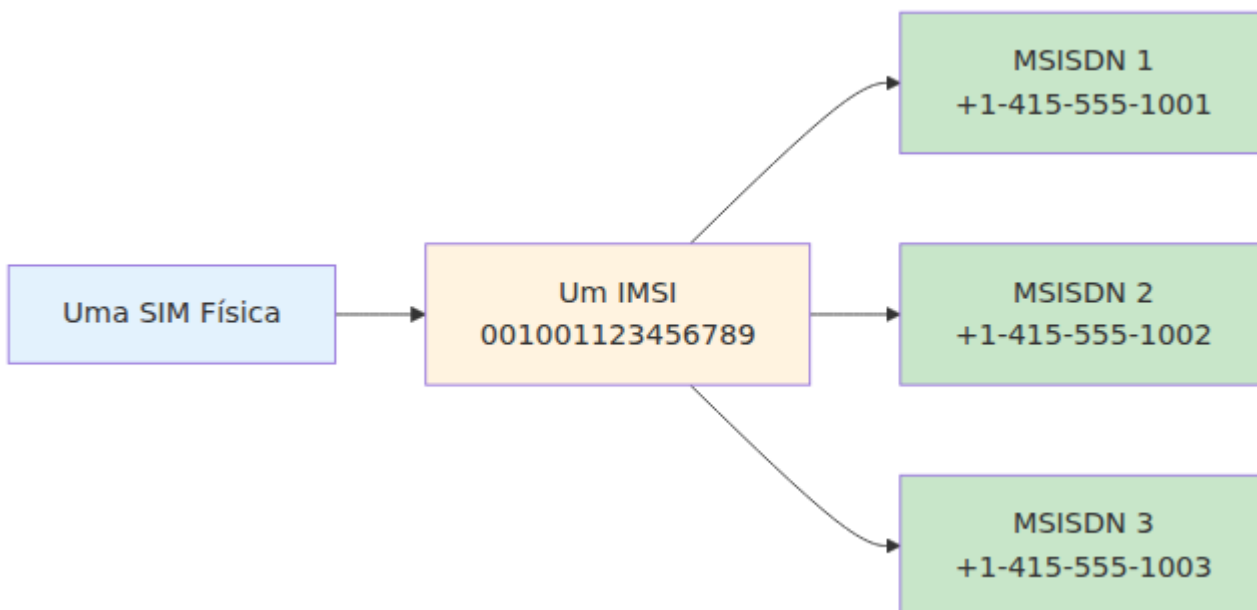 Uma SIM Física
Um IMSI
001001123456789
MSISDN 1
+1-415-555-1001
MSISDN 2
+1-415-555-1002
MSISDN 3
+1-415-555-1003